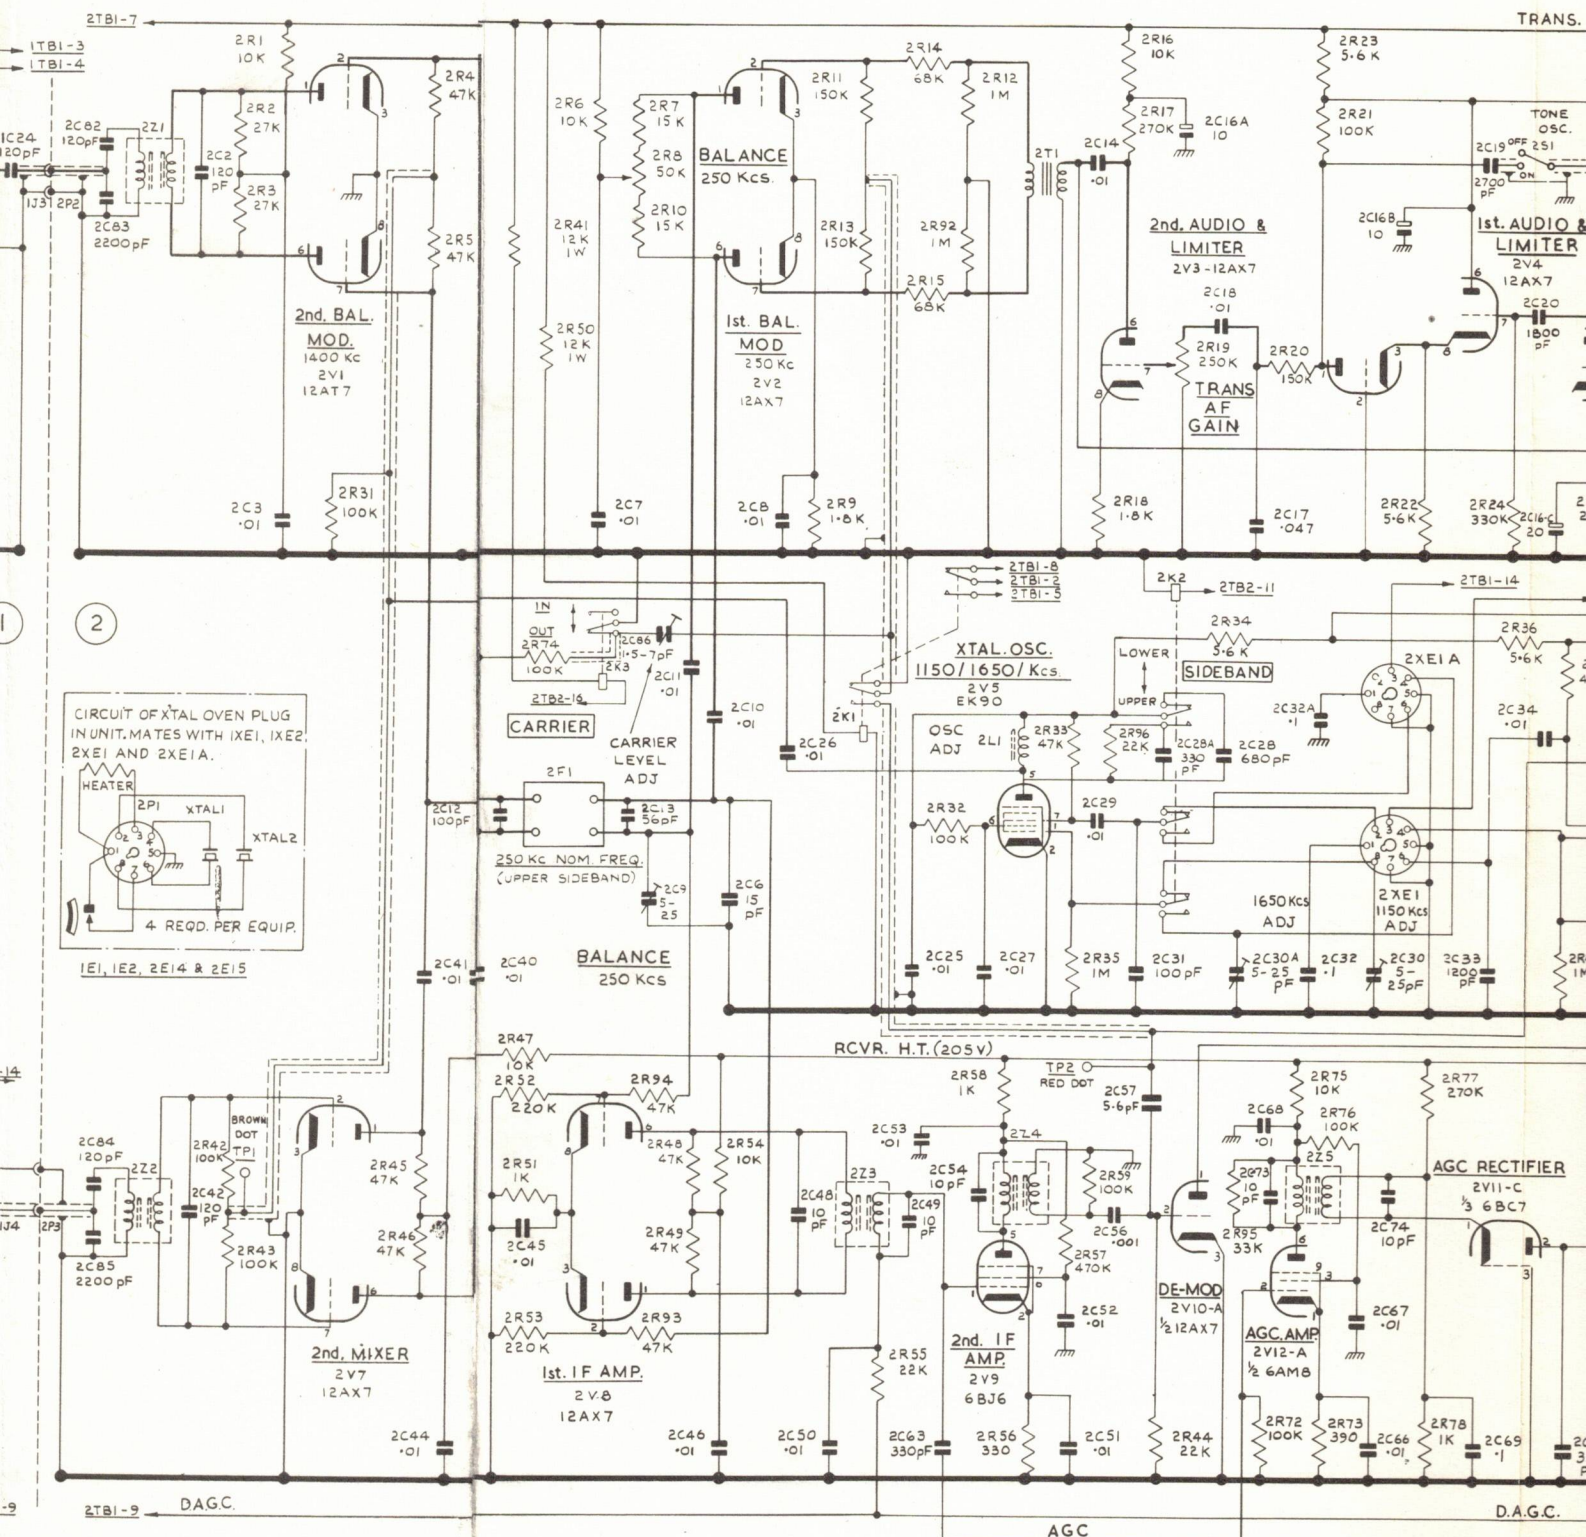 2TB1-7
1TB1-3
1TB1-4
TRANS.
2R1
10K
2R4
47K
2R2
27K
2C82
120pF
2Z1
1C24
120pF
2C2
120
pF
2R3
27K
1J3
2P2
2C83
2200pF
2R5
47K
2nd. BAL.
MOD.
1400 Kc
2V1
12AT7
2C3
.01
2R31
100K
2R6
10K
2R7
15K
2R8
50K
2R10
15K
2R41
12K
1W
2R50
12K
1W
BALANCE
250 Kcs.
2R11
150K
2R14
68K
2R12
1M
2R13
150K
2R92
1M
2R15
68K
1st. BAL.
MOD
250 Kc
2V2
12AX7
2C7
.01
2C8
.01
2R9
1.8K
2T1
2C14
.01
2R16
10K
2R17
270K
2C16A
10
2R23
5.6K
2R21
100K
TONE
OSC.
2C19
OFF
2S1
ON
2700
pF
2C16B
10
2nd. AUDIO &
LIMITER
2V3-12AX7
2C18
.01
2R19
250K
2R20
150K
TRANS
AF
GAIN
1st. AUDIO &
LIMITER
2V4
12AX7
2C20
1800
pF
2R18
1.8K
2C17
.047
2R22
5.6K
2R24
330K
2C16-C
20
1
2
IN
OUT
2R74
100K
2C86
1.5-7pF
2K3
2TB2-16
CARRIER
CARRIER
LEVEL
ADJ
2C11
.01
2C10
.01
2C26
.01
2K1
2TB1-8
2TB1-2
2TB1-5
XTAL. OSC.
1150/1650/Kcs.
2V5
EK90
OSC
ADJ
2L1
2R33
47K
2R96
22K
2K2
2TB2-11
2R34
5.6K
LOWER
UPPER
SIDEBAND
2C28A
330
pF
2C28
680pF
2TB1-14
2R36
5.6K
2XE1A
2C32A
.1
2C34
.01
2R32
100K
2C29
.01
1650Kcs
ADJ
2XE1
1150Kcs
ADJ
2C25
.01
2C27
.01
2R35
1M
2C31
100pF
2C30A
5-25
pF
2C32
.1
2C30
5-
25pF
2C33
1200
pF
CIRCUIT OF XTAL OVEN PLUG
IN UNIT. MATES WITH 1XE1, 1XE2
2XE1 AND 2XE1A.
HEATER
2P1
XTAL1
XTAL2
4 REQD. PER EQUIP.
1E1, 1E2, 2E14 & 2E15
2F1
2C12
100pF
2C13
56pF
250 Kc NOM. FREQ.
(UPPER SIDEBAND)
2C9
5-
25
2C6
15
pF
BALANCE
250 Kcs
2C41
.01
2C40
.01
RCVR. H.T. (205V)
TP2
RED DOT
2R47
10K
2R52
220K
2R94
47K
2R48
47K
2R54
10K
2R51
1K
2C45
.01
2R49
47K
2R53
220K
2R93
47K
1st. IF AMP.
2V8
12AX7
2C84
120pF
2Z2
2C85
2200pF
1J4
2P3
2R42
100K
BROWN
DOT
TP1
2C42
120
pF
2R43
100K
2R45
47K
2R46
47K
2nd. MIXER
2V7
12AX7
2C44
.01
2C46
.01
2C48
10
pF
2Z3
2C49
10
pF
2C50
.01
2R55
22K
2C63
330pF
2R58
1K
2C53
.01
2C54
10pF
2Z4
2R59
100K
2C57
5.6pF
2C56
.001
2R57
470K
2C52
.01
2nd. IF
AMP.
2V9
6BJ6
2R56
330
2C51
.01
2R44
22K
DE-MOD
2V10-A
½12AX7
2C68
.01
2R75
10K
2R76
100K
2R77
270K
2C73
10
pF
2Z5
2R95
33K
2C74
10pF
AGC RECTIFIER
2V11-C
⅓ 6BC7
AGC. AMP.
2V12-A
½ 6AM8
2C67
.01
2R72
100K
2R73
390
2C66
.01
2R78
1K
2C69
.1
-14
-9
2TB1-9
D.A.G.C.
AGC
D.A.G.C.